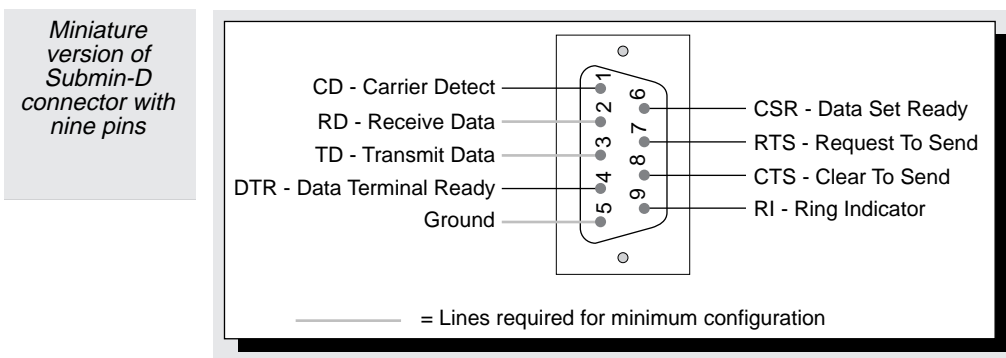 Miniature
version of
Submin-D
connector with
nine pins
CD - Carrier Detect
RD - Receive Data
TD - Transmit Data
DTR - Data Terminal Ready
Ground
1
2
3
4
5
6
7
8
9
CSR - Data Set Ready
RTS - Request To Send
CTS - Clear To Send
RI - Ring Indicator
= Lines required for minimum configuration